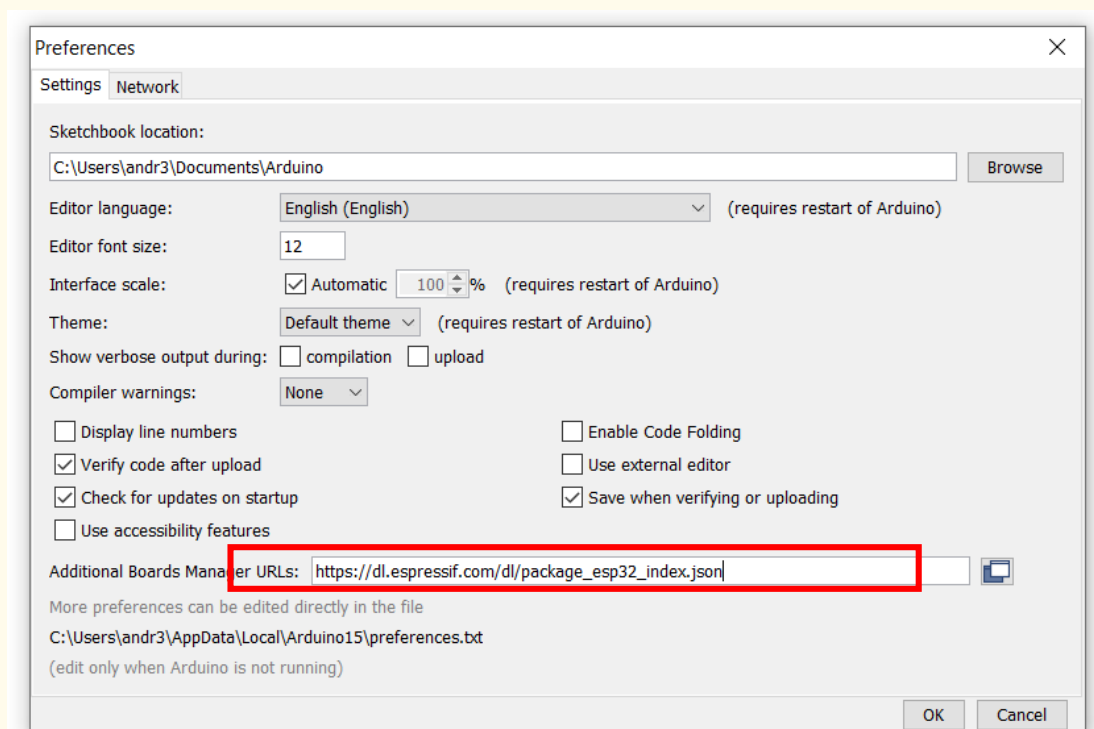 Preferences
Settings Network
Sketchbook location:
C:\Users\andr3\Documents\Arduino Browse
Editor language: English (English) (requires restart of Arduino)
Editor font size: 12
Interface scale: Automatic 100 % (requires restart of Arduino)
Theme: Default theme (requires restart of Arduino)
Show verbose output during: compilation upload
Compiler warnings: None
Display line numbers Enable Code Folding
Verify code after upload Use external editor
Check for updates on startup Save when verifying or uploading
Use accessibility features
Additional Boards Manager URLs: https://dl.espressif.com/dl/package_esp32_index.json
More preferences can be edited directly in the file
C:\Users\andr3\AppData\Local\Arduino15\preferences.txt
(edit only when Arduino is not running)
OK Cancel